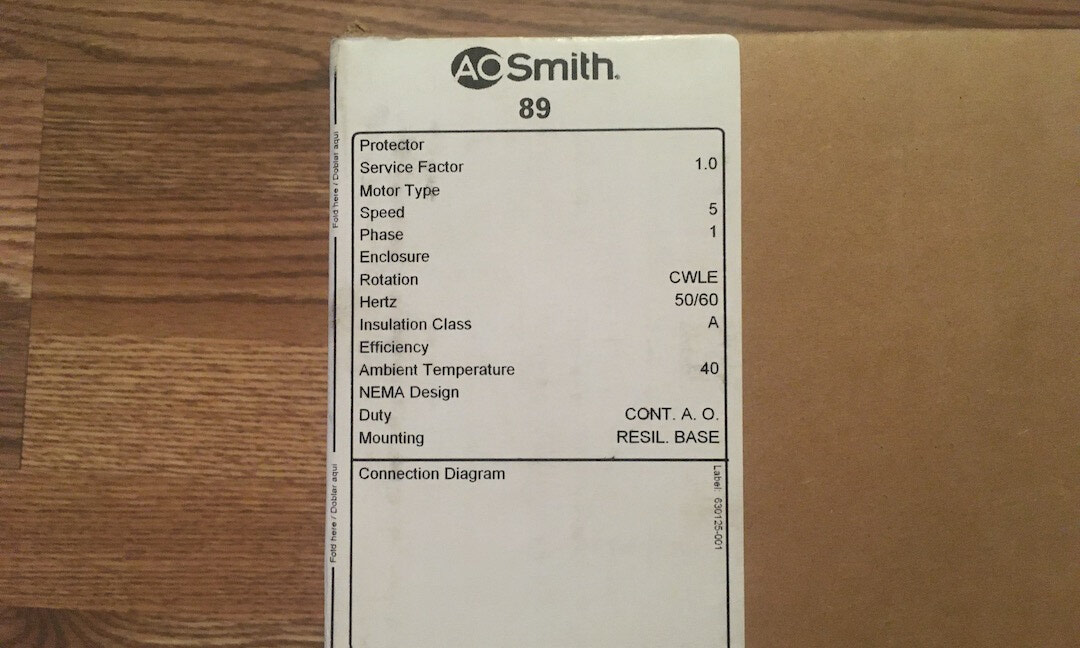 AO Smith.
89
Protector
Service Factor 1.0
Motor Type
Speed 5
Phase 1
Enclosure
Rotation CWLE
Hertz 50/60
Insulation Class A
Efficiency
Ambient Temperature 40
NEMA Design
Duty CONT. A. O.
Mounting RESIL. BASE
Connection Diagram
Label: 630125-001
Fold here / Doblar aqui
Fold here / Doblar aqui